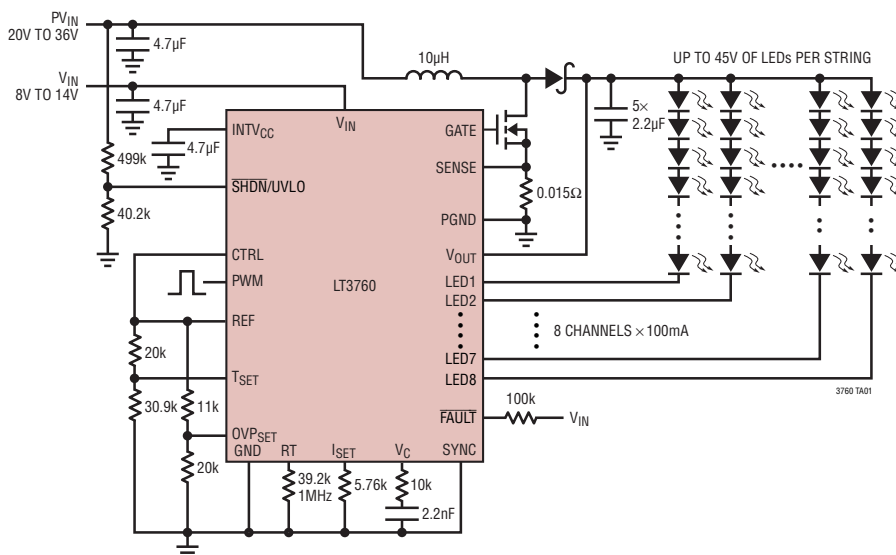 PVIN
20V TO 36V
4.7µF
VIN
8V TO 14V
4.7µF
10µH
UP TO 45V OF LEDs PER STRING
5×
2.2µF
INTVCC
4.7µF
VIN
GATE
499k
SENSE
SHDN/UVLO
0.015Ω
40.2k
PGND
CTRL
VOUT
PWM
LT3760
LED1
LED2
REF
8 CHANNELS × 100mA
20k
LED7
TSET
LED8
3760 TA01
30.9k
11k
100k
FAULT
VIN
OVPSET
GND
RT
ISET
VC
SYNC
20k
39.2k
1MHz
5.76k
10k
2.2nF